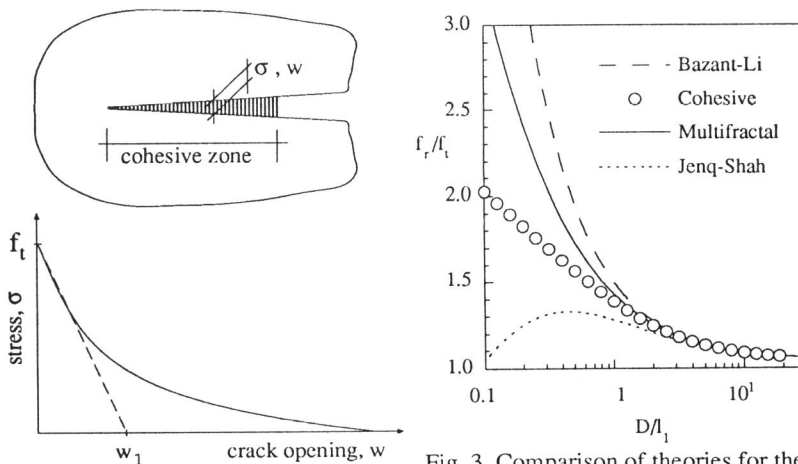 σ , w
cohesive zone
f_t
stress, σ
w_1
crack opening, w
3.0
2.5
f_r/f_t
2.0
1.5
1.0
0.1
1
10^1
D/l_1
Bazant-Li
Cohesive
Multifractal
Jenq-Shah
Fig. 3. Comparison of theories for the